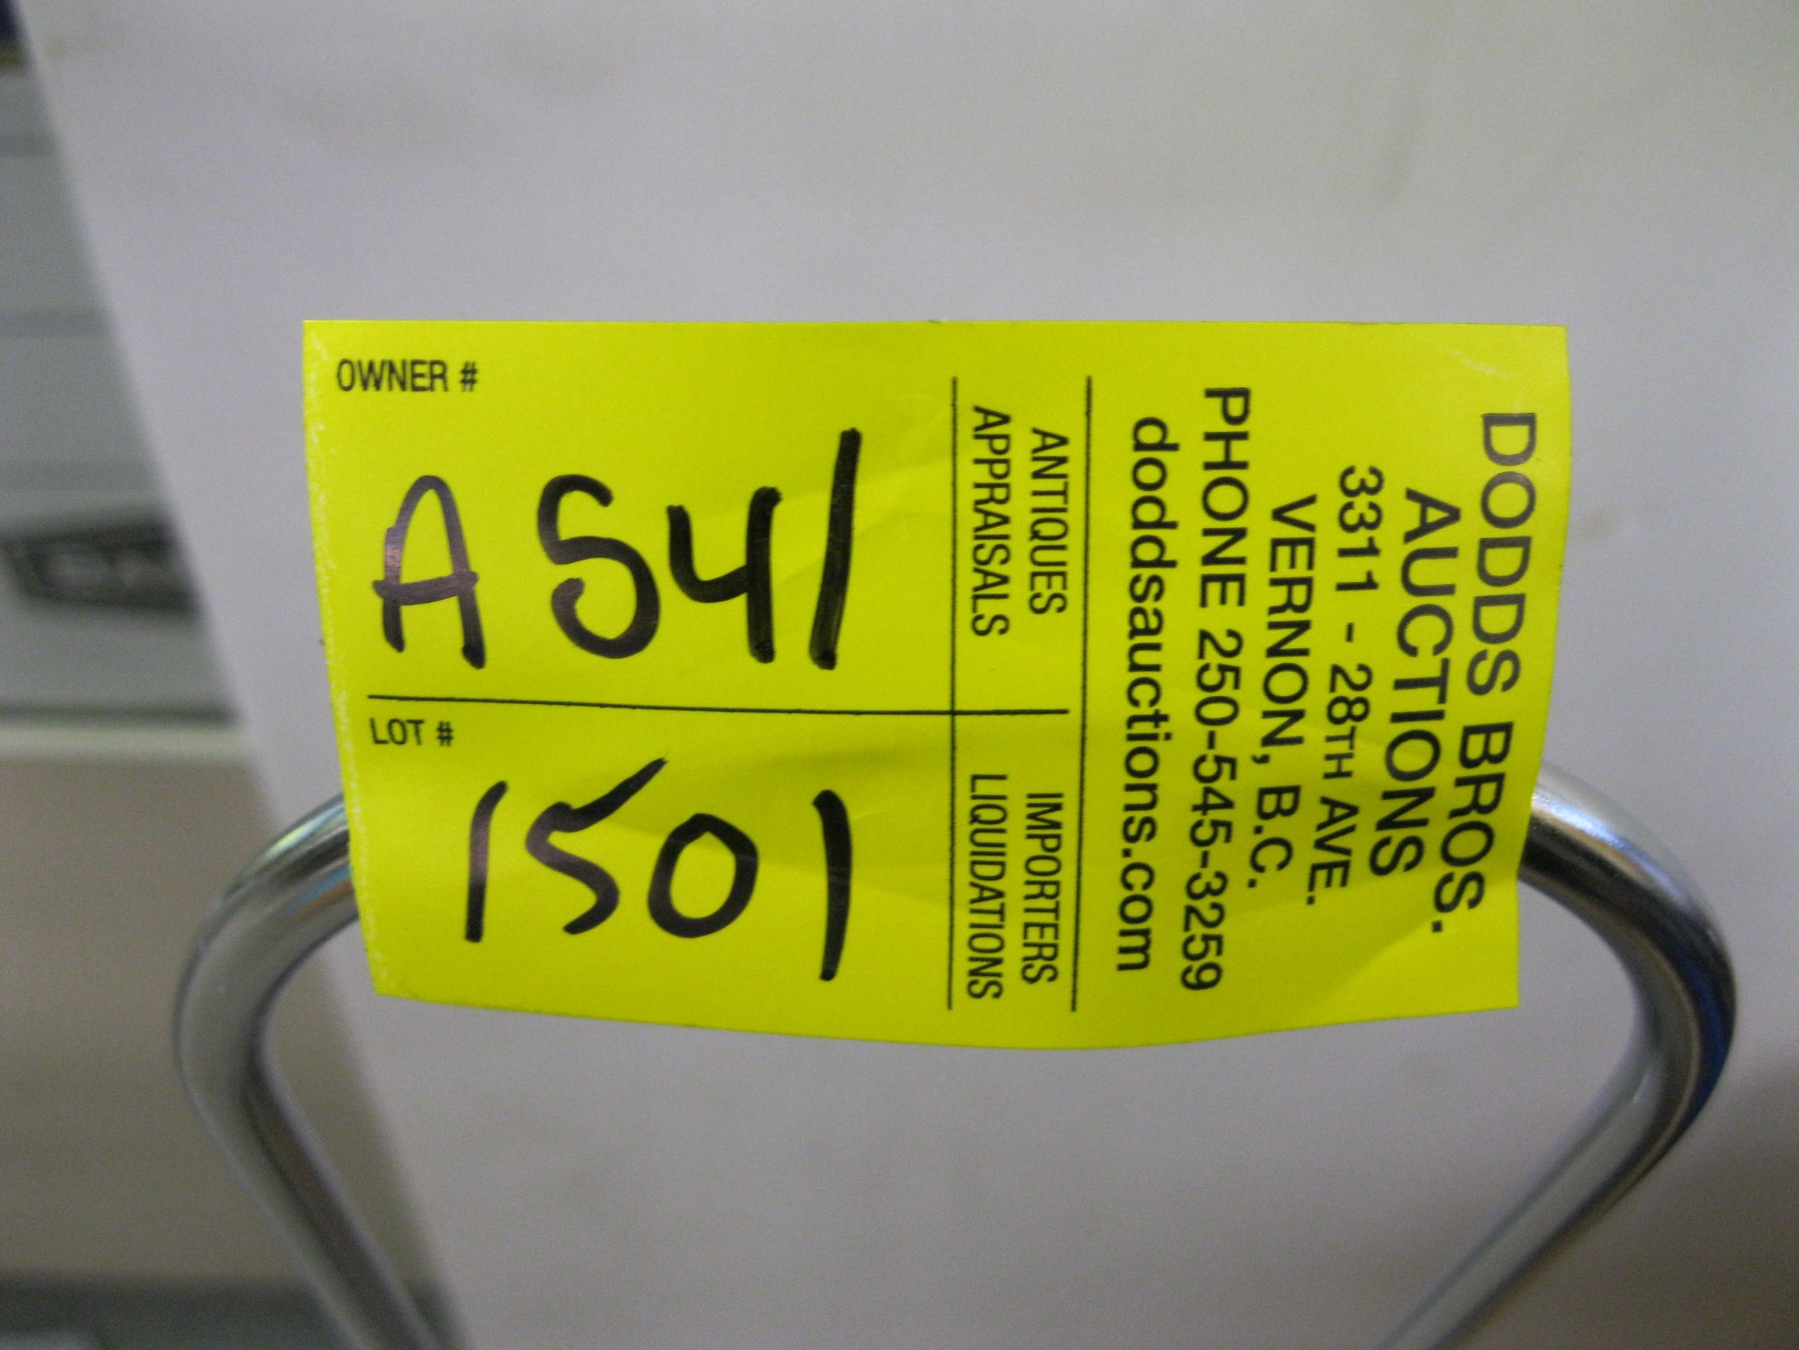 OWNER #
A541
LOT #
1501
ANTIQUES
APPRAISALS
IMPORTERS
LIQUIDATIONS
DODDS BROS.
AUCTIONS
3311 - 28TH AVE.
VERNON, B.C.
PHONE 250-545-3259
doddsauctions.com